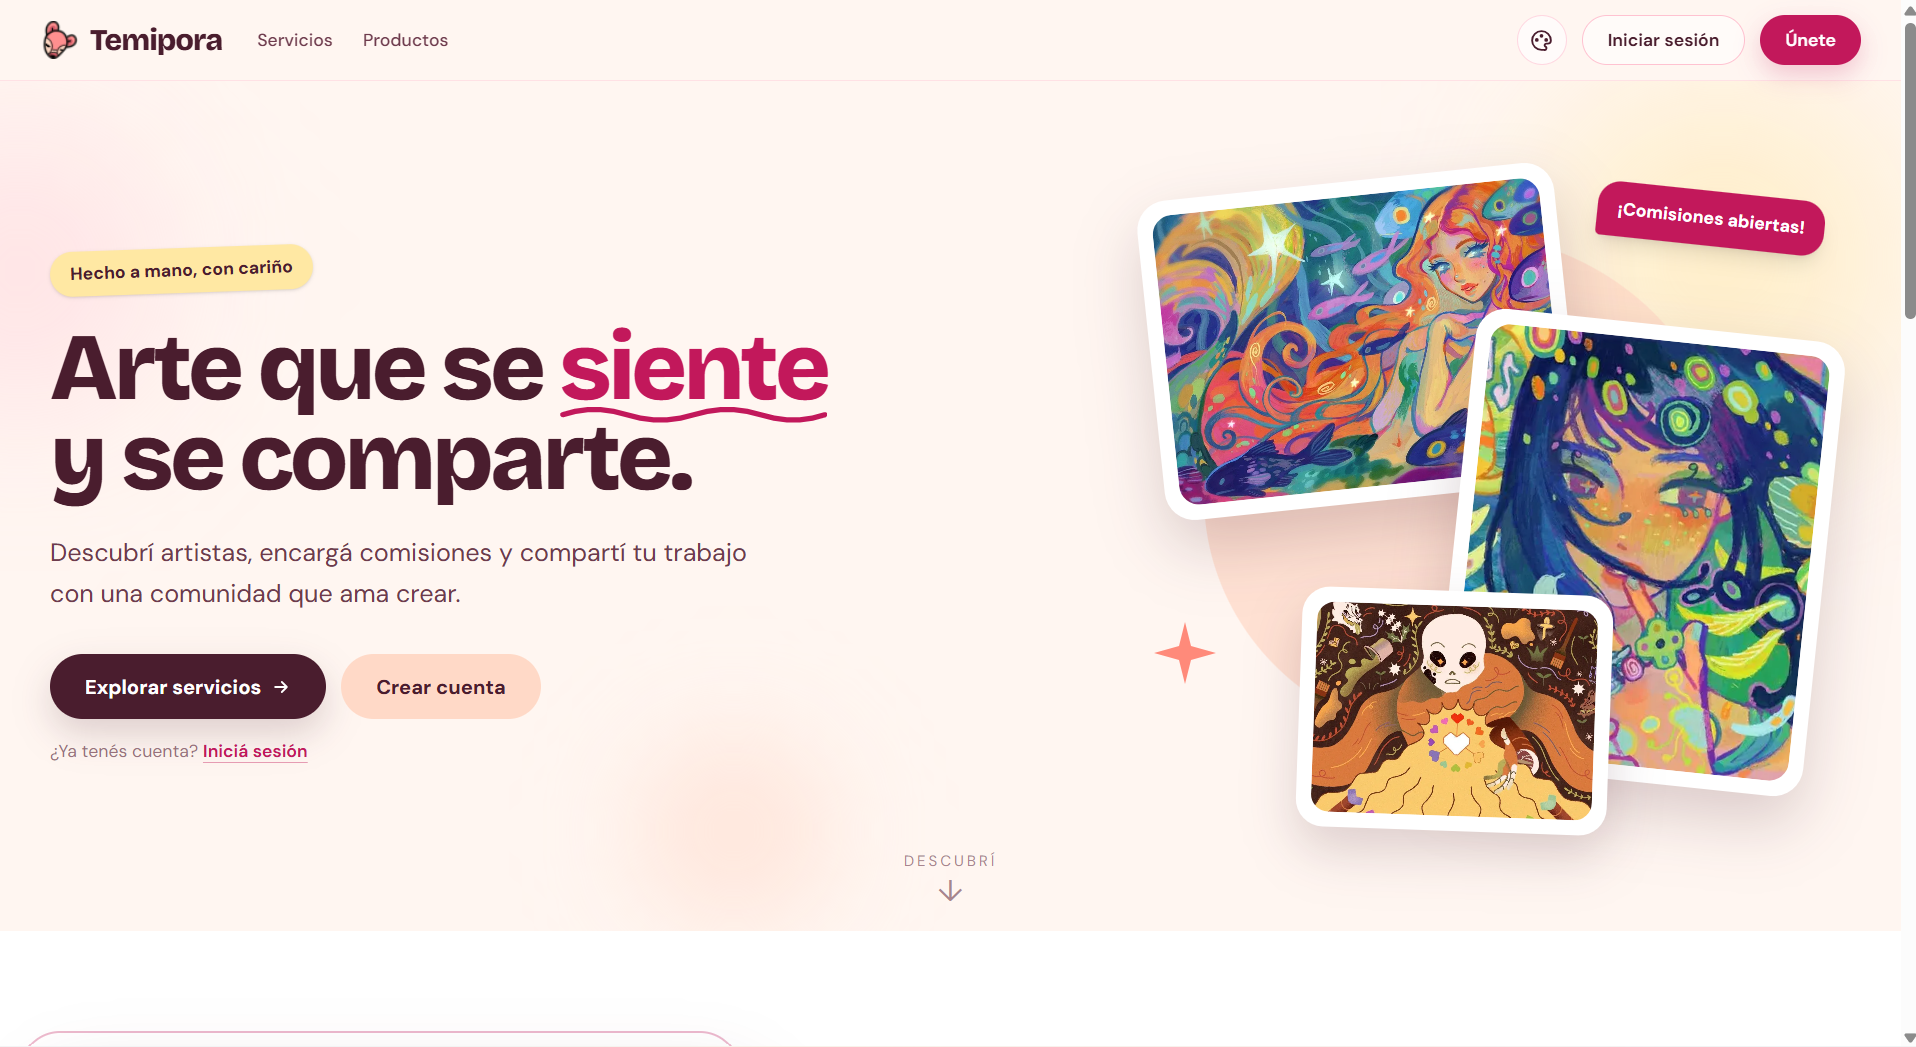 Temipora
Servicios
Productos
Iniciar sesión
Únete
¡Comisiones abiertas!
Hecho a mano, con cariño
Arte que se siente
y se comparte.
Descubrí artistas, encargá comisiones y compartí tu trabajo
con una comunidad que ama crear.
Explorar servicios →
Crear cuenta
¿Ya tenés cuenta? Iniciá sesión
DESCUBRÍ